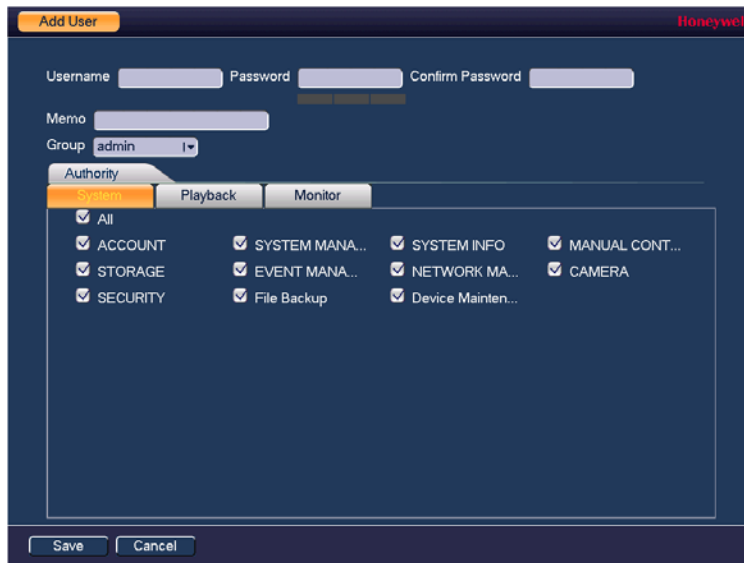 Add User
Honeywel
Username Password Confirm Password
Memo
Group admin
Authority
System Playback Monitor
All
ACCOUNT SYSTEM MANA... SYSTEM INFO MANUAL CONT...
STORAGE EVENT MANA... NETWORK MA... CAMERA
SECURITY File Backup Device Mainten...
Save Cancel